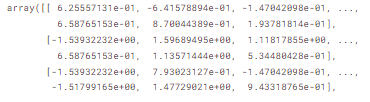 array([[ 6.25557131e-01, -6.41578894e-01, -1.47042098e-01, ...,
6.58765153e-01, 8.70044389e-01, 1.93781814e-01],
[-1.53932232e+00, 1.59689495e+00, 1.11817855e+00, ...,
6.58765153e-01, 1.13571444e+00, 5.34480428e-01],
[-1.53932232e+00, 7.93023127e-01, -1.47042098e-01, ...,
-1.51799165e+00, 1.47729021e+00, 9.43318765e-01],